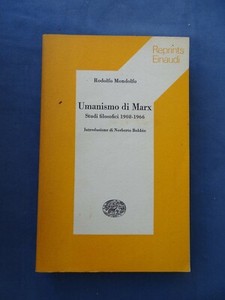 Reprints
Einaudi
Rodolfo Mondolfo
Umanismo di Marx
Studi filosofici 1908-1966
Introduzione di Norberto Bobbio